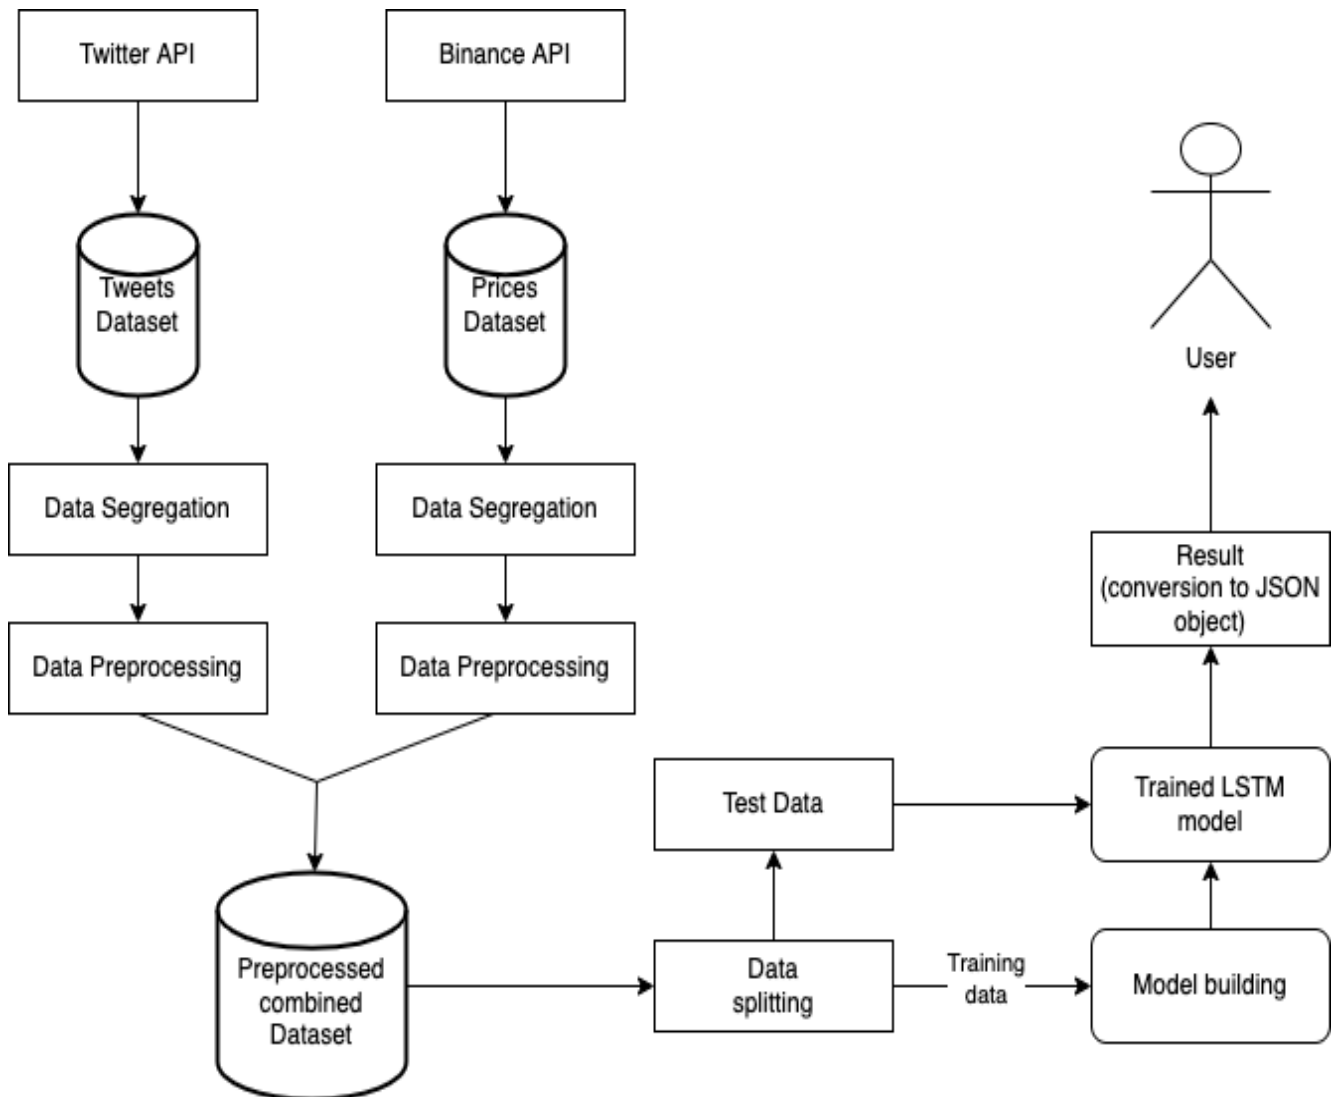 Twitter API
Binance API
Tweets
Dataset
Prices
Dataset
User
Data Segregation
Data Segregation
Result
(conversion to JSON
object)
Data Preprocessing
Data Preprocessing
Test Data
Trained LSTM
model
Preprocessed
combined
Dataset
Data
splitting
Training
data
Model building